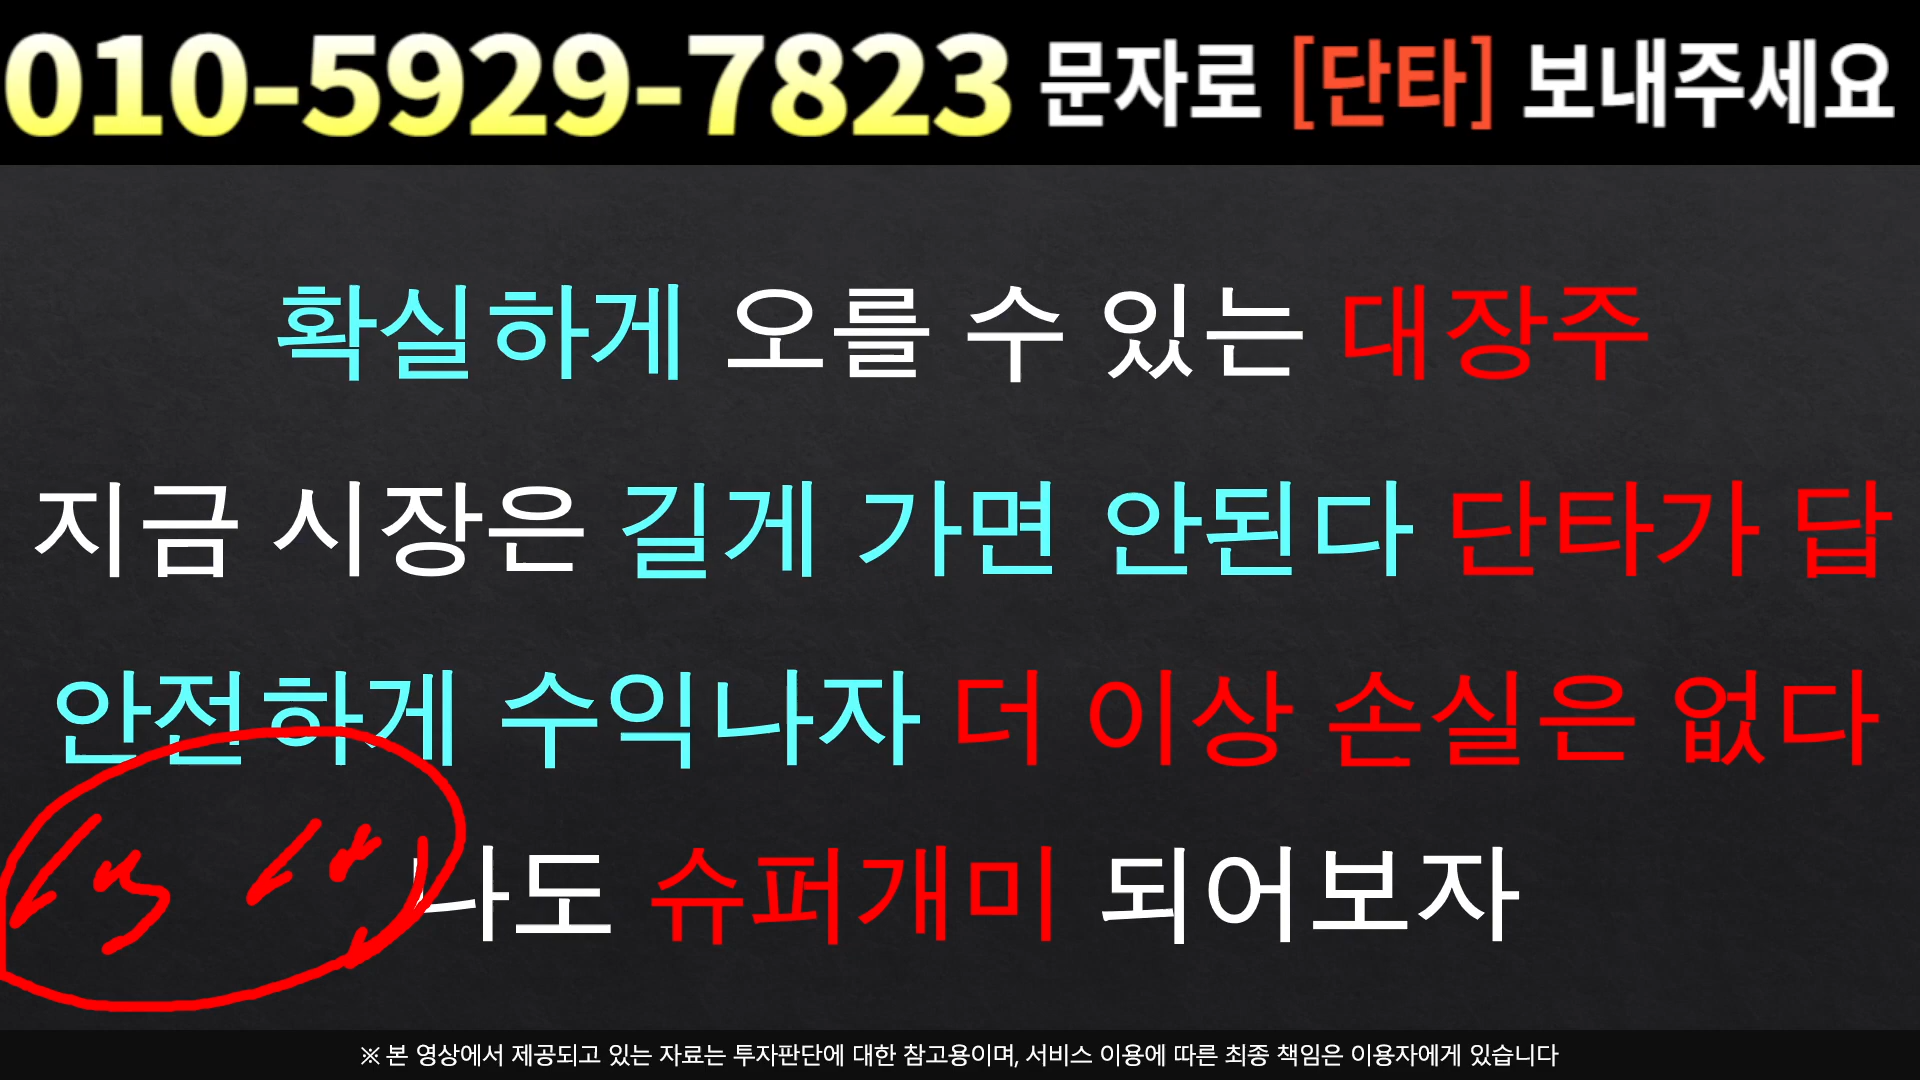 010-5929-7823 문자로 [단타] 보내주세요
확실하게 오를 수 있는 대장주
지금 시장은 길게 가면 안된다 단타가 답
안전하게 수익나자 더 이상 손실은 없다
나도 슈퍼개미 되어보자
※ 본 영상에서 제공되고 있는 자료는 투자판단에 대한 참고용이며, 서비스 이용에 따른 최종 책임은 이용자에게 있습니다